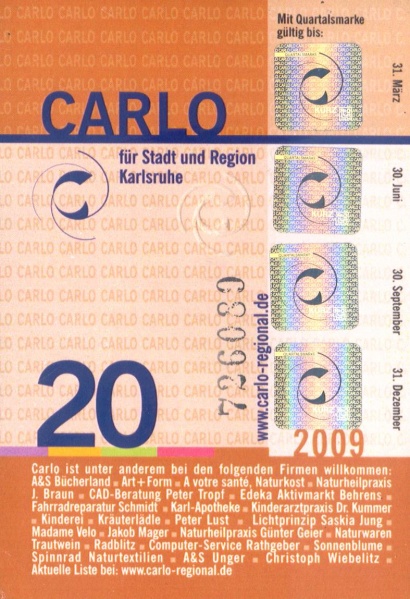 Mit Quartalsmarke
gültig bis:
31. März
CARLO
für Stadt und Region
Karlsruhe
30. Juni
30. September
31. Dezember
726089
www.carlo-regional.de
20
2009
Carlo ist unter anderem bei den folgenden Firmen willkommen:
A&S Bücherland ▪ Art+Form ▪ A votre santé, Naturkost ▪ Naturheilpraxis
J. Braun ▪ CAD-Beratung Peter Tropf ▪ Edeka Aktivmarkt Behrens ▪
Fahrradreparatur Schmidt ▪ Karl-Apotheke ▪ Kinderarztpraxis Dr. Kummer
▪ Kinderei ▪ Kräuterlädle ▪ Peter Lust ▪ Lichtprinzip Saskia Jung ▪
Madame Velo ▪ Jakob Mager ▪ Naturheilpraxis Günter Geier ▪ Naturwaren
Trautwein ▪ Radblitz ▪ Computer-Service Rathgeber ▪ Sonnenblume ▪
Spinnrad Naturtextilien ▪ A&S Unger ▪ Christoph Wiebelitz ▪
Aktuelle Liste bei: www.carlo-regional.de